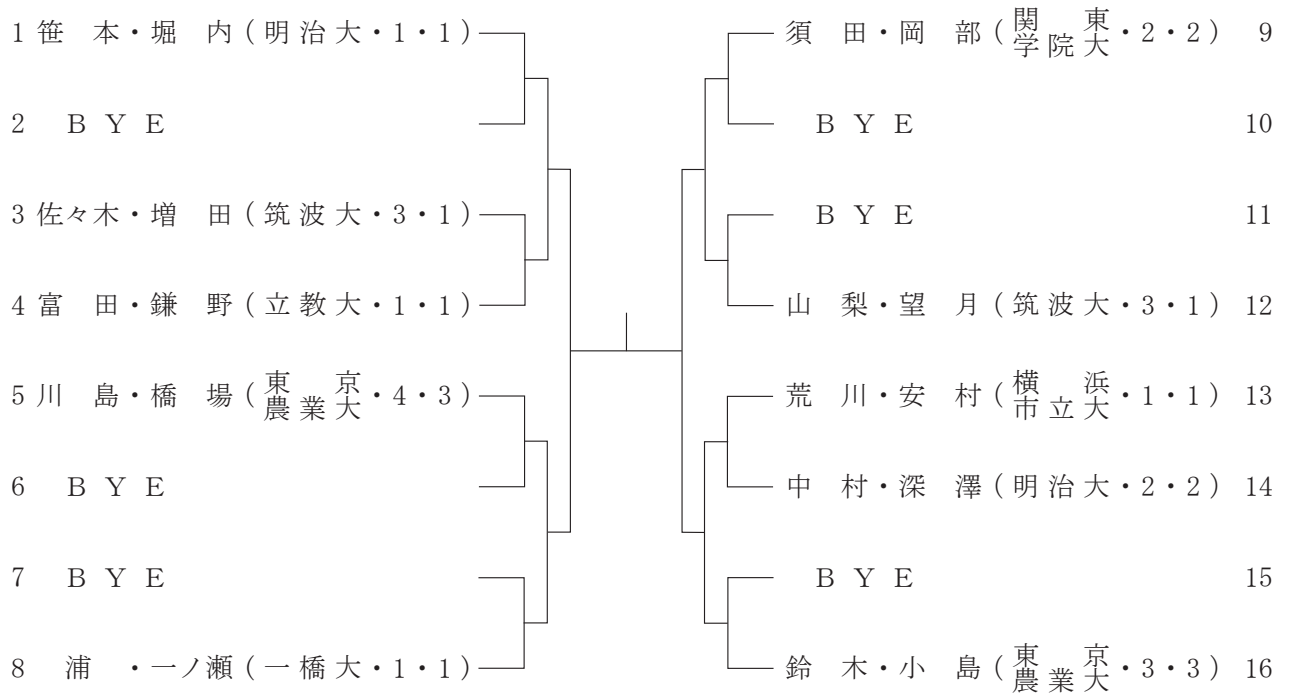 1 笹　本・堀　内(明治大・1・1)
2 BYE
3 佐々木・増　田(筑波大・3・1)
4 富　田・鎌　野(立教大・1・1)
5 川　島・橋　場(東京農業大・4・3)
6 BYE
7 BYE
8 浦　・一ノ瀬(一橋大・1・1)
須　田・岡　部(関東学院大・2・2) 9
BYE 10
BYE 11
山　梨・望　月(筑波大・3・1) 12
荒　川・安　村(横浜市立大・1・1) 13
中　村・深　澤(明治大・2・2) 14
BYE 15
鈴　木・小　島(東京農業大・3・3) 16